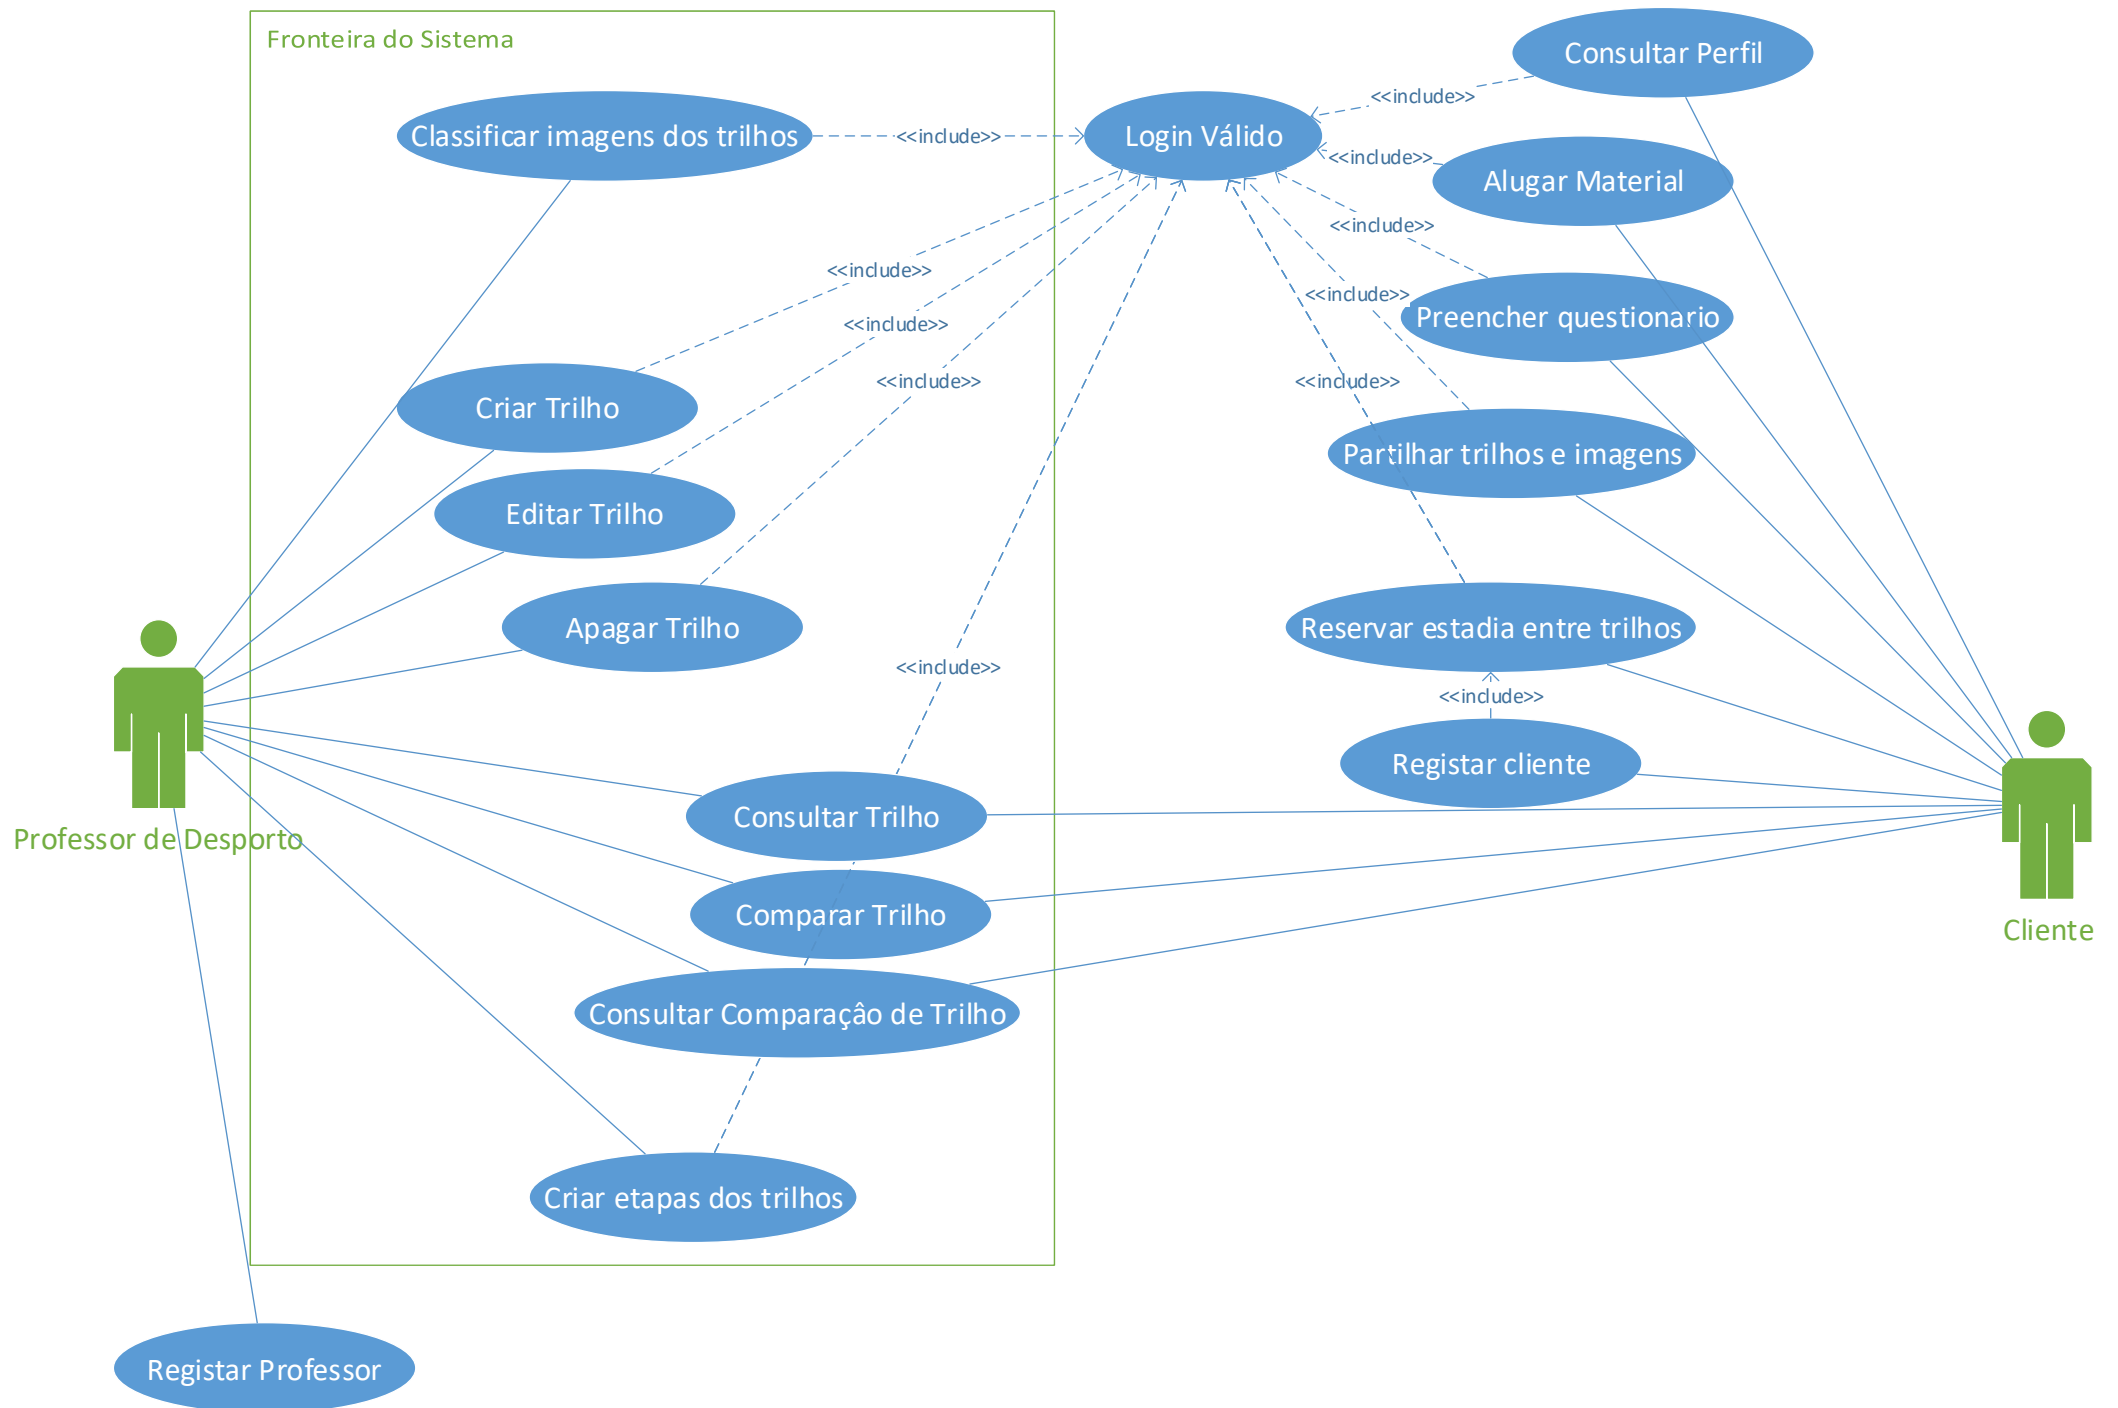 Fronteira do Sistema
Consultar Perfil
<<include>>
Classificar imagens dos trilhos
<<include>>
Login Válido
<<include>>
Alugar Material
<<include>>
<<include>>
<<include>>
Preencher questionario
<<include>>
<<include>>
<<include>>
Criar Trilho
Partilhar trilhos e imagens
Editar Trilho
Apagar Trilho
Reservar estadia entre trilhos
<<include>>
<<include>>
Registar cliente
Consultar Trilho
Professor de Desporto
Comparar Trilho
Cliente
Consultar Comparaçâo de Trilho
Criar etapas dos trilhos
Registar Professor